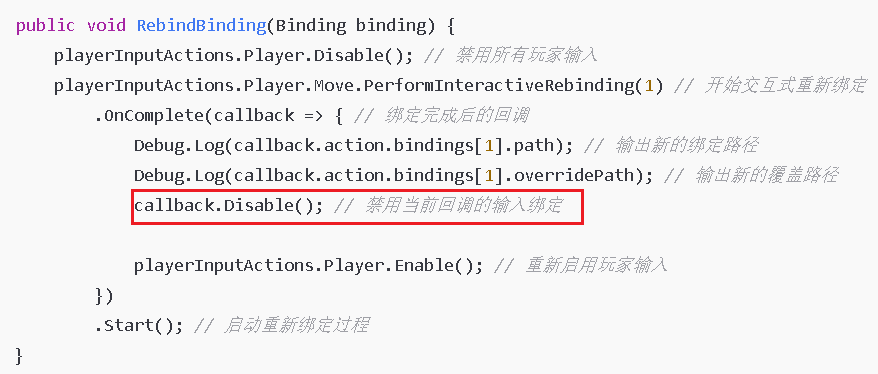 public void RebindBinding(Binding binding) {
playerInputActions.Player.Disable(); // 禁用所有玩家输入
playerInputActions.Player.Move.PerformInteractiveRebinding(1) // 开始交互式重新绑定
.OnComplete(callback => { // 绑定完成后的回调
Debug.Log(callback.action.bindings[1].path); // 输出新的绑定路径
Debug.Log(callback.action.bindings[1].overridePath); // 输出新的覆盖路径
callback.Disable(); // 禁用当前回调的输入绑定
playerInputActions.Player.Enable(); // 重新启用玩家输入
})
.Start(); // 启动重新绑定过程
}